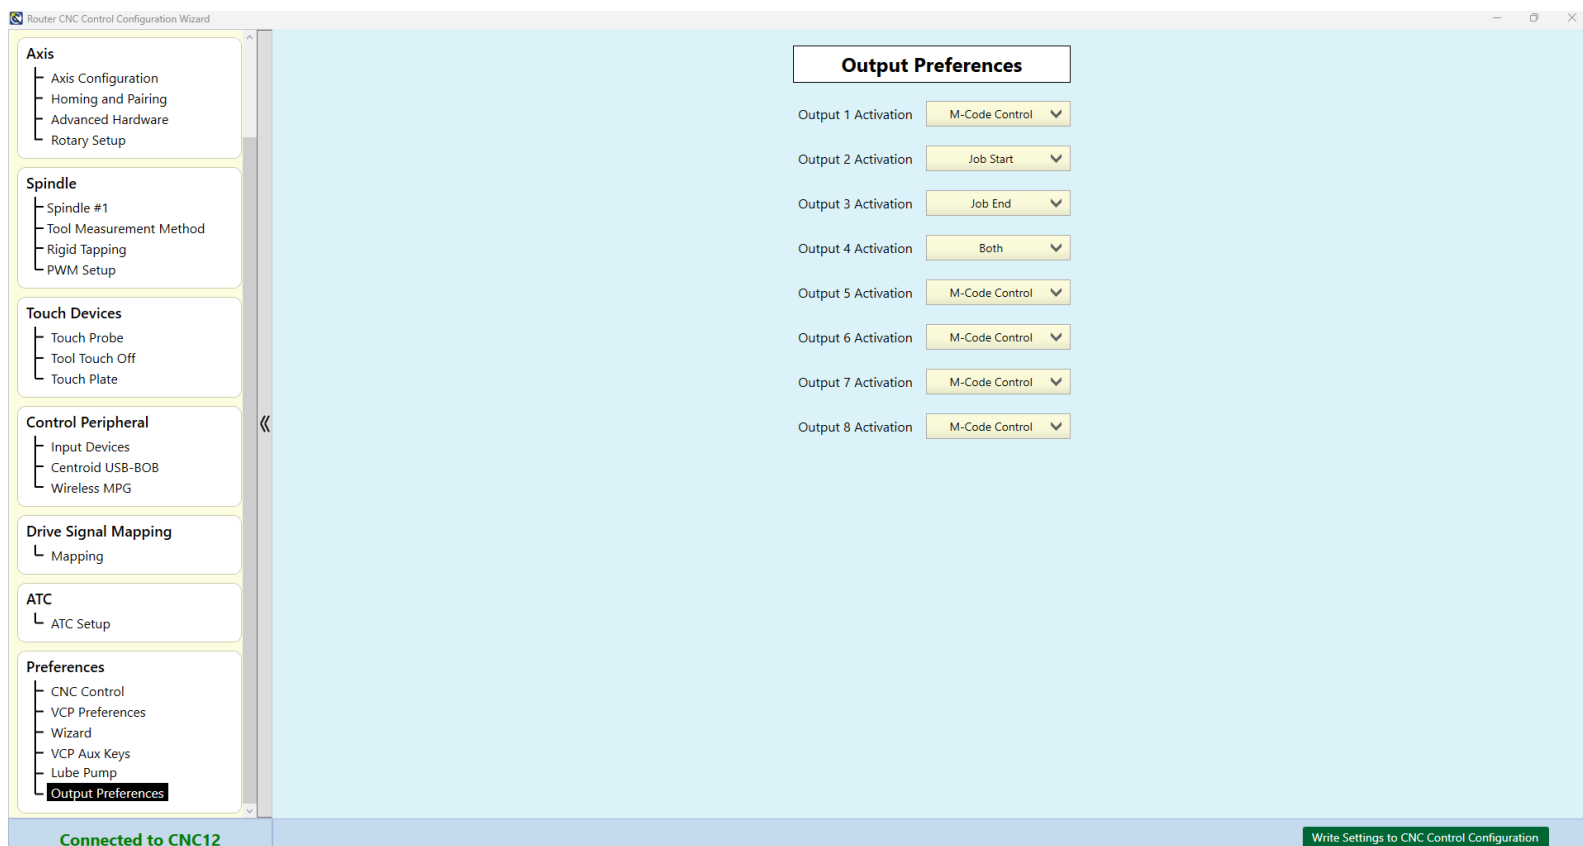 Router CNC Control Configuration Wizard
Axis
Axis Configuration
Homing and Pairing
Advanced Hardware
Rotary Setup
Spindle
Spindle #1
Tool Measurement Method
Rigid Tapping
PWM Setup
Touch Devices
Touch Probe
Tool Touch Off
Touch Plate
Control Peripheral
Input Devices
Centroid USB-BOB
Wireless MPG
Drive Signal Mapping
Mapping
ATC
ATC Setup
Preferences
CNC Control
VCP Preferences
Wizard
VCP Aux Keys
Lube Pump
Output Preferences
Connected to CNC12
Output Preferences
Output 1 Activation M-Code Control
Output 2 Activation Job Start
Output 3 Activation Job End
Output 4 Activation Both
Output 5 Activation M-Code Control
Output 6 Activation M-Code Control
Output 7 Activation M-Code Control
Output 8 Activation M-Code Control
Write Settings to CNC Control Configuration